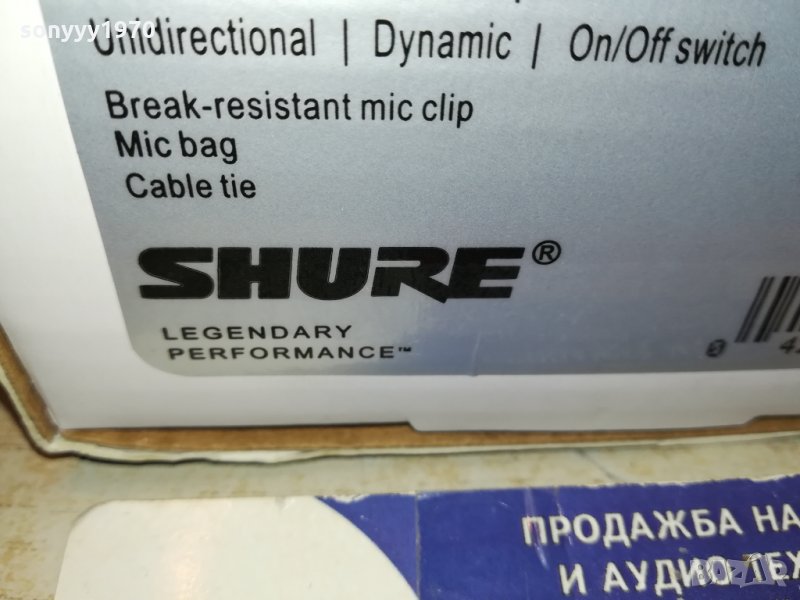 sonyyy1970
Unidirectional | Dynamic | On/Off switch
Break-resistant mic clip
Mic bag
Cable tie
SHURE®
LEGENDARY
PERFORMANCE™
0
ПРОДАЖБА НА
И АУДИО ТЕХ